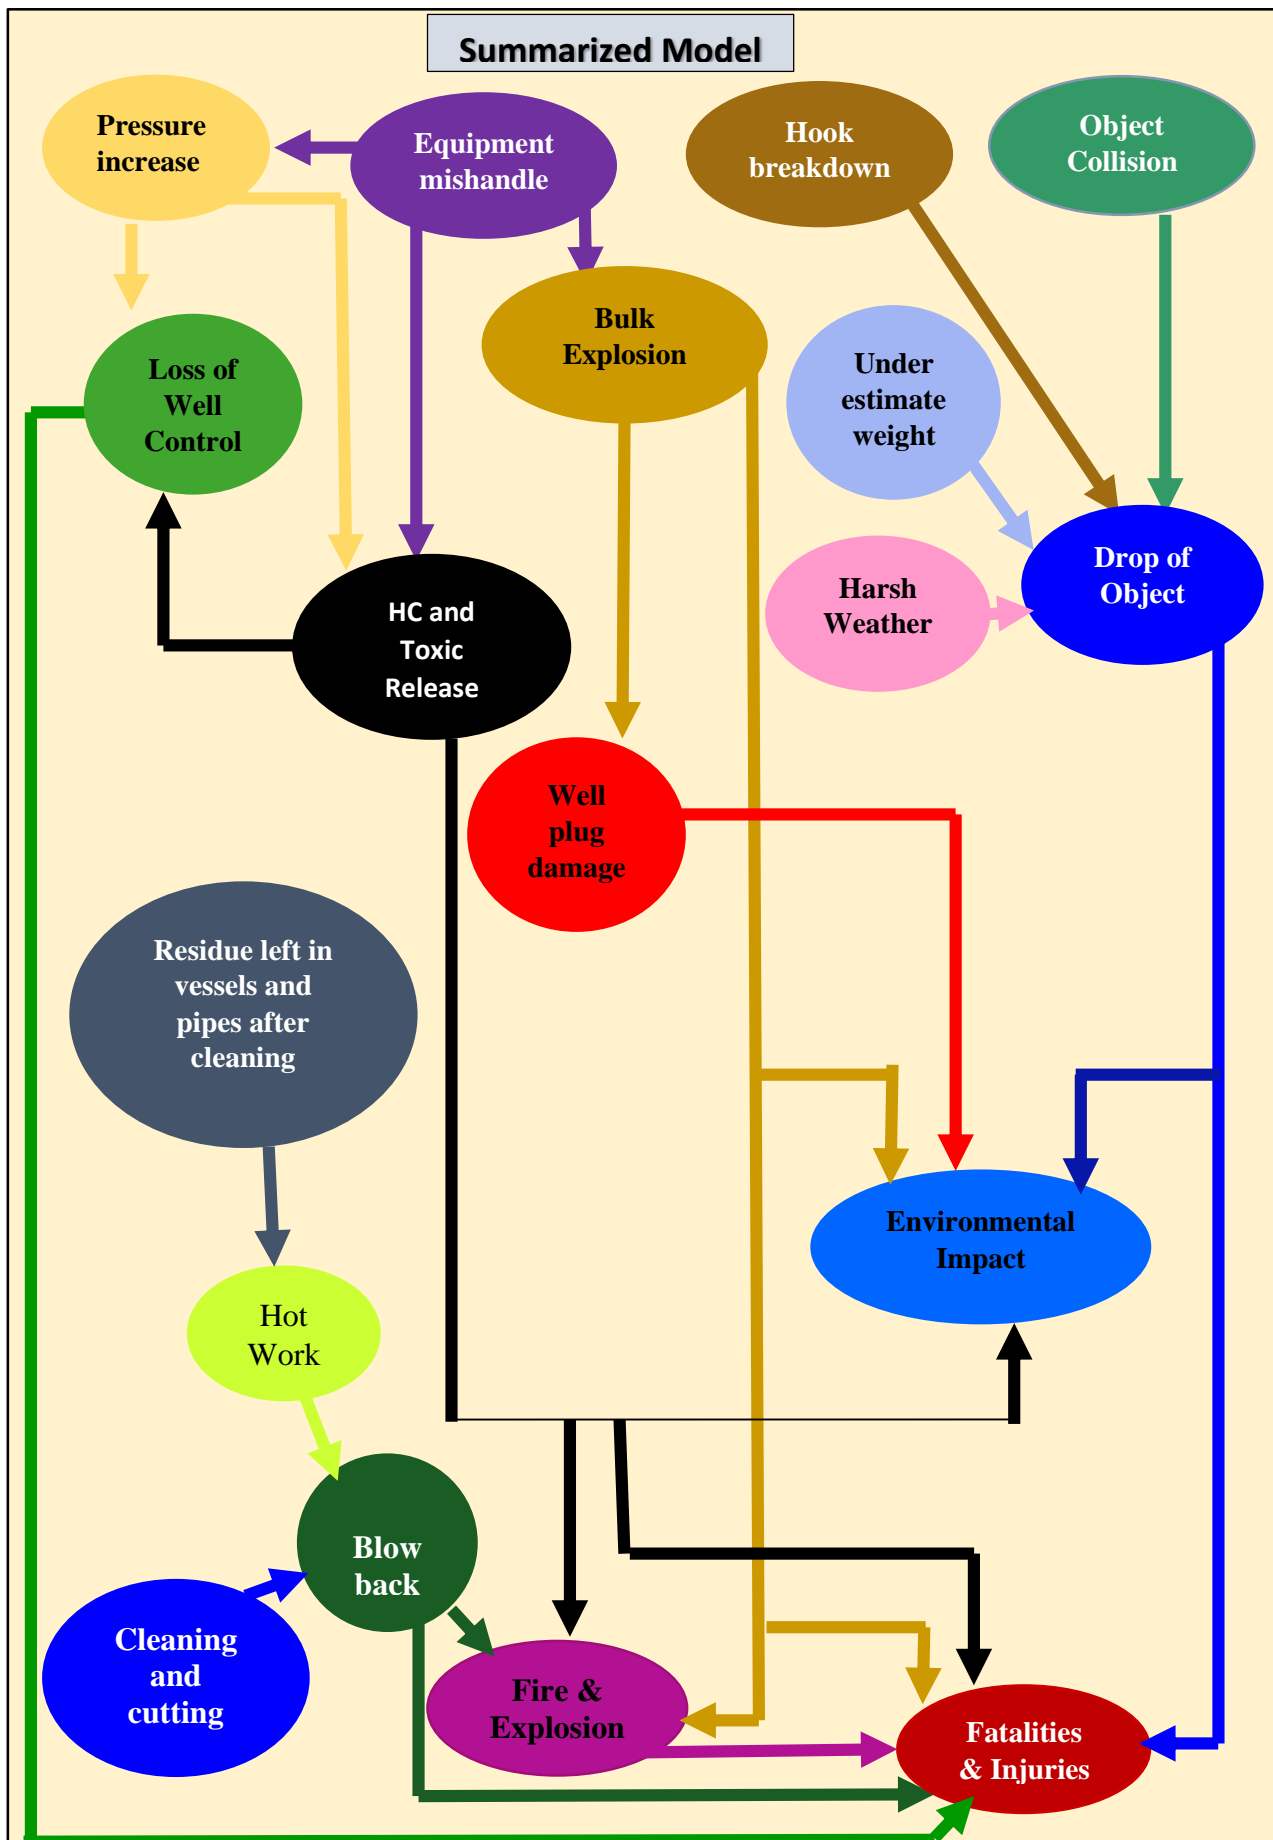 Summarized Model
Pressure
increase
Equipment
mishandle
Hook
breakdown
Object
Collision
Bulk
Explosion
Loss of
Well
Control
Under
estimate
weight
Drop of
Object
Harsh
Weather
HC and
Toxic
Release
Well
plug
damage
Residue left in
vessels and
pipes after
cleaning
Environmental
Impact
Hot
Work
Blow
back
Cleaning
and
cutting
Fire &
Explosion
Fatalities
& Injuries